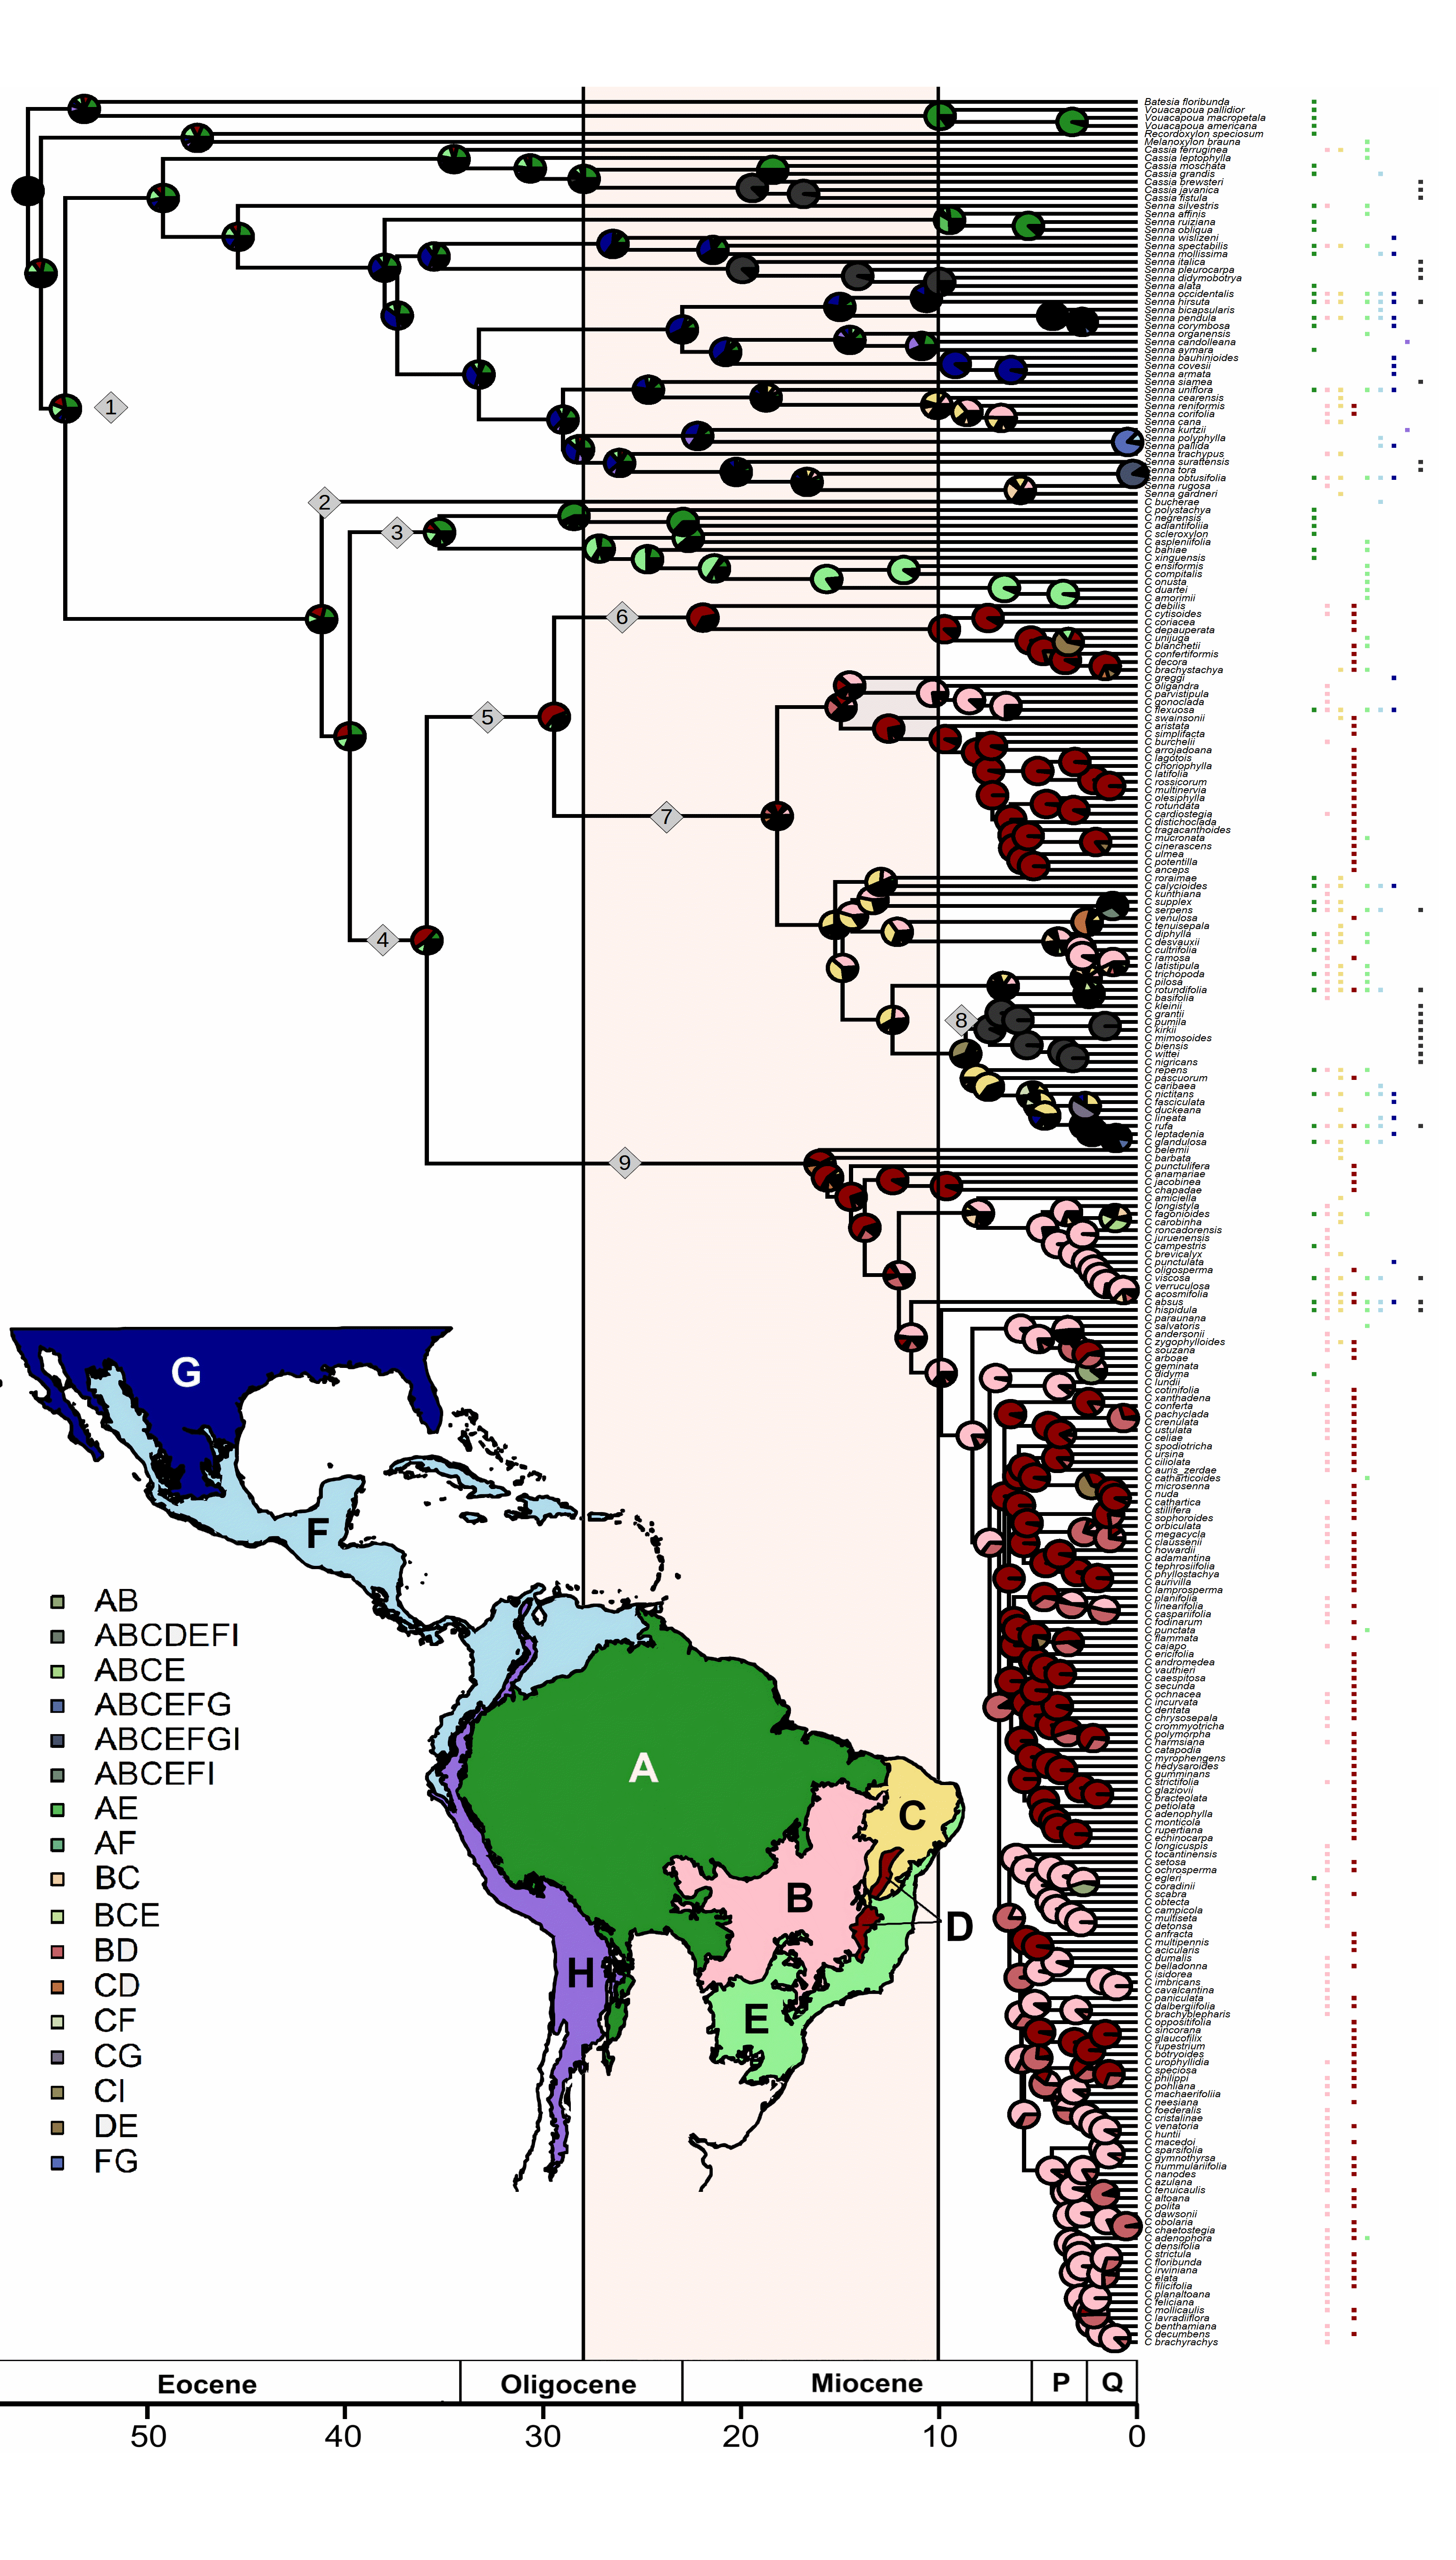 Batesia floribunda
Vouacapoua pallidior
Vouacapoua macropetala
Vouacapoua americana
Recordoxylon speciosum
Melanoxylon brauna
Cassia ferruginea
Cassia leptophylla
Cassia moschata
Cassia grandis
Cassia brewsteri
Cassia javanica
Cassia fistula
Senna silvestris
Senna affinis
Senna ruiziana
Senna obliqua
Senna wislizeni
Senna spectabilis
Senna mollissima
Senna italica
Senna pleurocarpa
Senna didymobotrya
Senna alata
Senna occidentalis
Senna hirsuta
Senna bicapsularis
Senna pendula
Senna corymbosa
Senna organensis
Senna candolleana
Senna aymara
Senna bauhinioides
Senna covesii
Senna armata
Senna siamea
Senna uniflora
Senna cearensis
Senna reniformis
Senna corifolia
Senna cana
Senna kurtzii
Senna polyphylla
Senna pallida
Senna trachypus
Senna surattensis
Senna tora
Senna obtusifolia
Senna rugosa
Senna gardneri
C bucherae
C polystachya
C negrensis
C adiantifolia
C scleroxylon
C aspleniifolia
C bahiae
C xinguensis
C ensiformis
C compitalis
C onusta
C duartei
C amorimii
C debilis
C cytisoides
C coriacea
C depauperata
C unijuga
C blanchetii
C confertiformis
C decora
C brachystachya
C greggi
C oligandra
C parvistipula
C gonoclada
C flexuosa
C swainsonii
C aristata
C simplifacta
C burchelii
C arrojadoana
C lagotois
C choriophylla
C latifolia
C rossicorum
C multinervia
C olesiphylla
C rotundata
C cardiostegia
C distichoclada
C tragacanthoides
C mucronata
C cinerascens
C ulmea
C potentilla
C anceps
C roraimae
C calycioides
C kunthiana
C supplex
C serpens
C venulosa
C tenuisepala
C diphylla
C desvauxii
C cultrifolia
C ramosa
C latistipula
C trichopoda
C pilosa
C rotundifolia
C basifolia
C kleinii
C grantii
C pumila
C kirkii
C mimosoides
C biensis
C wittei
C nigricans
C repens
C pascuorum
C caribaea
C nictitans
C fasciculata
C duckeana
C lineata
C rufa
C leptadenia
C glandulosa
C belemii
C barbata
C punctulifera
C anamariae
C jacobinea
C chapadae
C amiciella
C longistyla
C fagonioides
C carobinha
C roncadorensis
C juruenensis
C campestris
C brevicalyx
C punctulata
C oligosperma
C viscosa
C verruculosa
C acosmifolia
C absus
C hispidula
C paraunana
C salvatoris
C andersonii
C zygophylloides
C souzana
C arboae
C geminata
C didyma
C lundii
C cotinifolia
C xanthadena
C conferta
C pachyclada
C crenulata
C ustulata
C celiae
C spodiotricha
C ursina
C ciliolata
C auris_zerdae
C catharticoides
C microsenna
C nuda
C cathartica
C stillifera
C sophoroides
C orbiculata
C megacycla
C claussenii
C howardii
C adamantina
C tephrosiifolia
C phyllostachya
C aurivilla
C lamprosperma
C planifolia
C linearifolia
C caspariifolia
C fodinarum
C punctata
C flammata
C caiapo
C ericifolia
C andromedea
C vauthieri
C caespitosa
C secunda
C ochnacea
C incurvata
C dentata
C chrysosepala
C crommyotricha
C polymorpha
C harmsiana
C catapodia
C myrophengens
C hedysaroides
C gumminans
C strictifolia
C glaziovii
C bracteolata
C petiolata
C adenophylla
C monticola
C rupertiana
C echinocarpa
C longicuspis
C tocantinensis
C setosa
C ochrosperma
C egleri
C coradinii
C scabra
C obtecta
C campicola
C multiseta
C detonsa
C anfracta
C multipennis
C acicularis
C dumalis
C belladonna
C isidorea
C imbricans
C cavalcantina
C paniculata
C dalbergiifolia
C brachyblepharis
C oppositifolia
C sincorana
C glaucofilix
C rupestrium
C botryoides
C urophyllidia
C speciosa
C philippi
C pohliana
C machaerifoliia
C neesiana
C foederalis
C cristalinae
C venatoria
C huntii
C macedoi
C sparsifolia
C gymnothyrsa
C nummulariifolia
C nanodes
C azulana
C tenuicaulis
C altoana
C polita
C dawsonii
C obolaria
C chaetostegia
C adenophora
C densifolia
C strictula
C floribunda
C irwiniana
C elata
C filicifolia
C planaltoana
C feliciana
C mollicaulis
C lavradiiflora
C benthamiana
C decumbens
C brachyrachys
1
2
3
4
5
6
7
8
9
G
F
A
C
B
D
H
E
AB
ABCDEFI
ABCE
ABCEFG
ABCEFGI
ABCEFI
AE
AF
BC
BCE
BD
CD
CF
CG
CI
DE
FG
Eocene Oligocene Miocene P Q
50 40 30 20 10 0